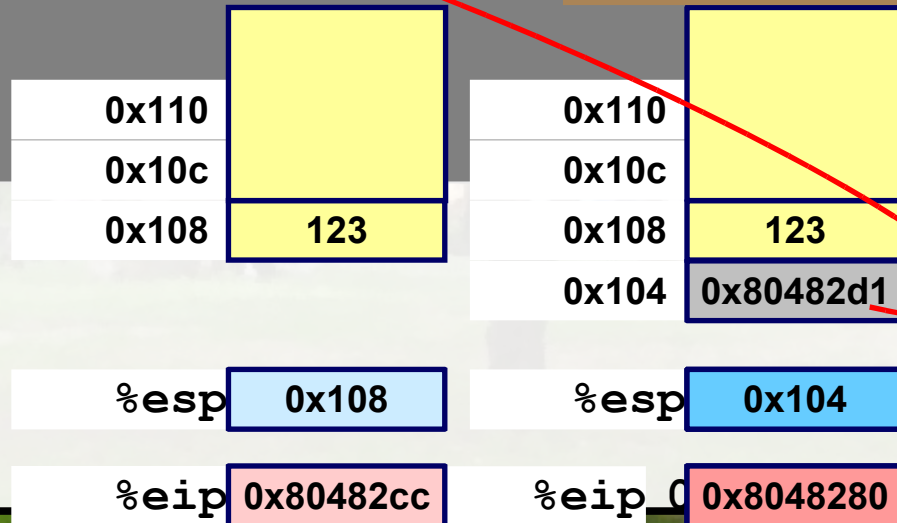 0x110 0x110
0x10c 0x10c
0x108 123 0x108 123
0x104 0x80482d1
%esp 0x108 %esp 0x104
%eip 0x80482cc %eip 0x8048280